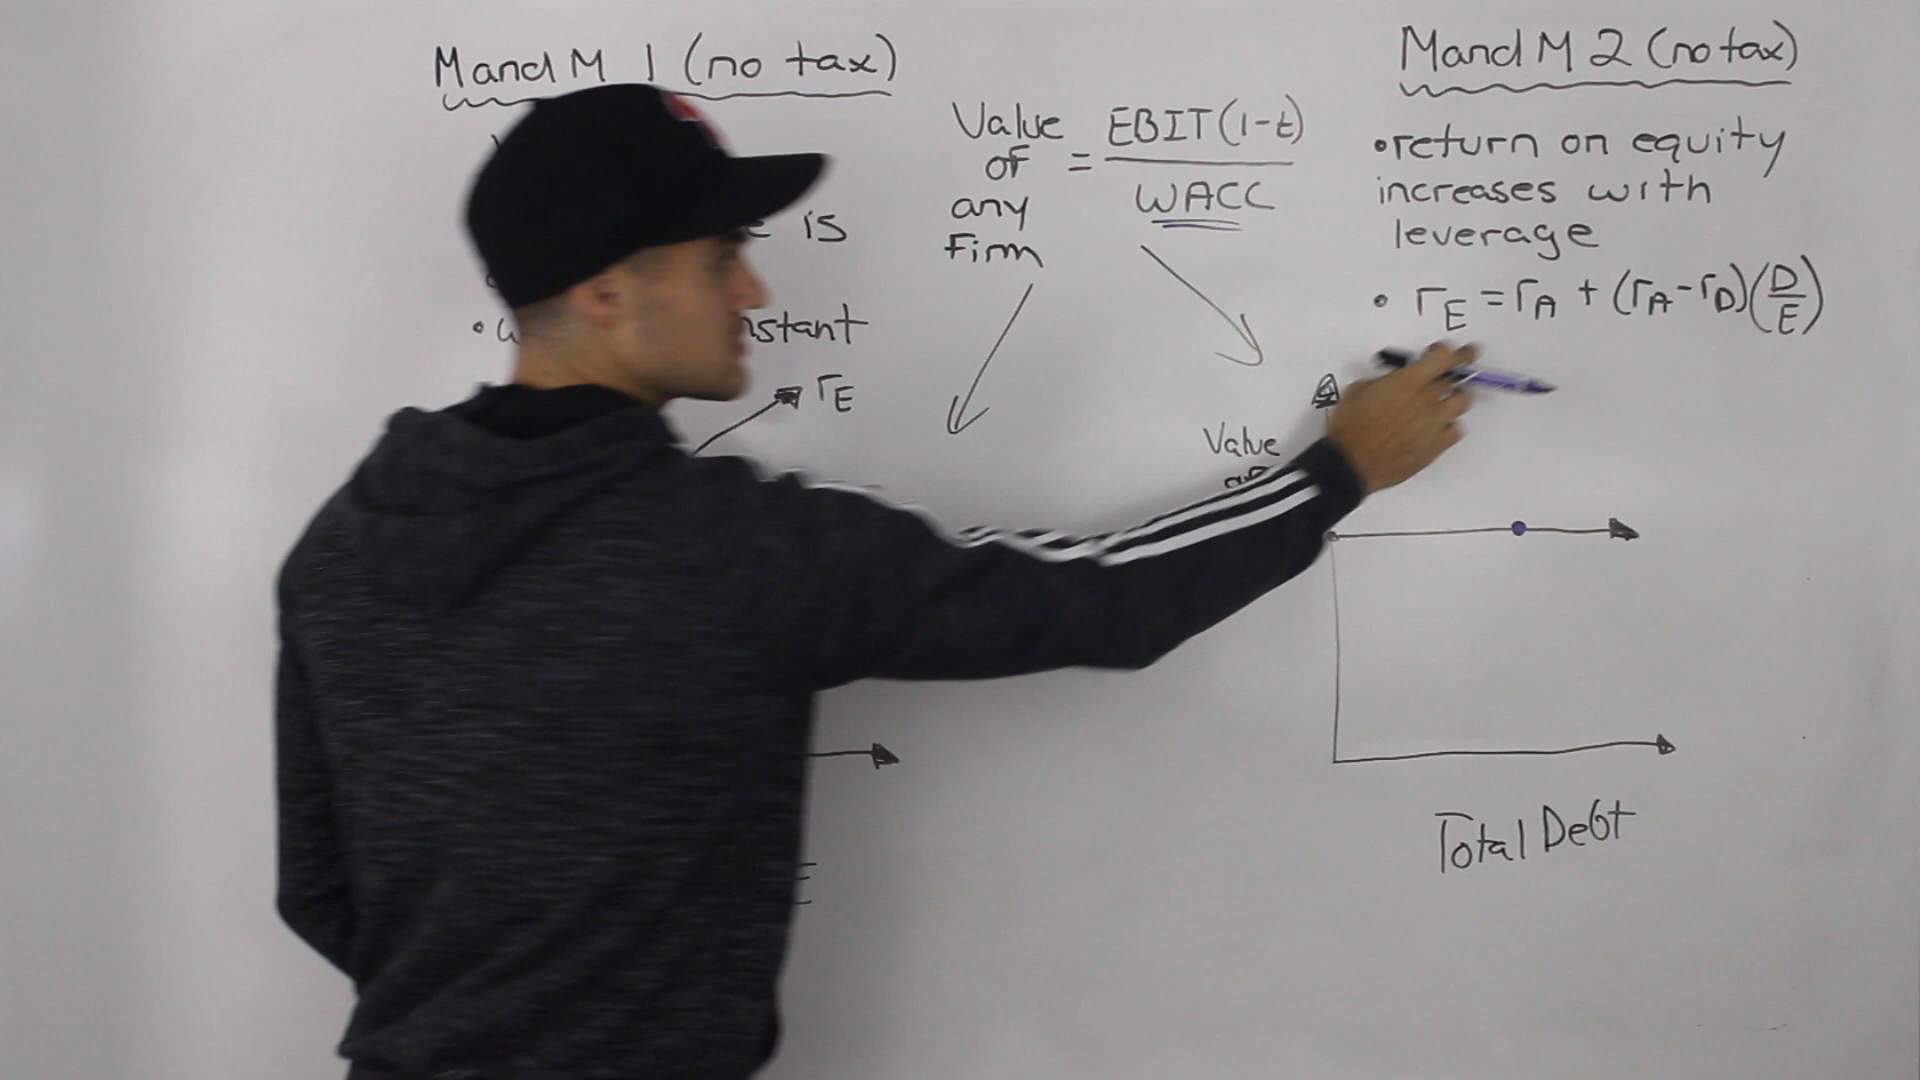 M and M 1 (no tax)
is
nstant
rE
Value of any Firm = EBIT(1-t) / WACC
M and M 2 (no tax)
•return on equity
increases with
leverage
• rE = rA + (rA - rD)(D/E)
Value
Total Debt